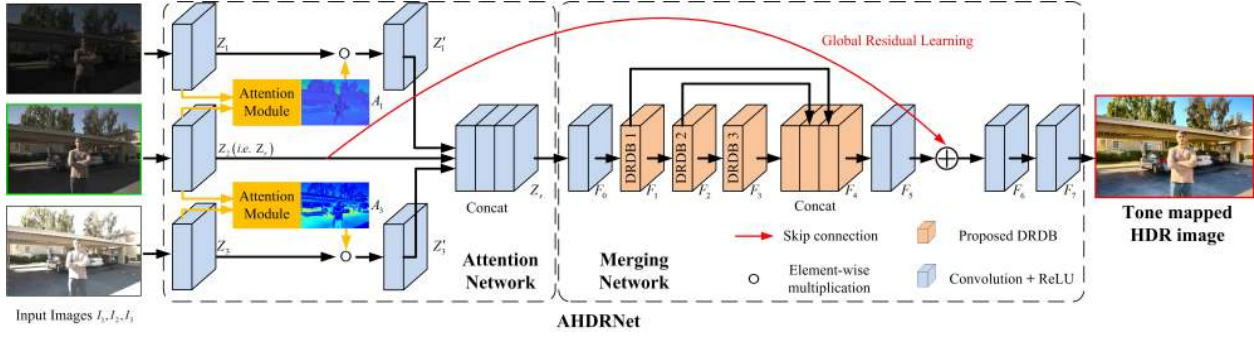 Z₁
Z′₁
Global Residual Learning
Attention
Module
A₁
DRDB 1
DRDB 2
DRDB 3
Z₂ (i.e. Zᵣ)
Attention
Module
A₃
Concat
Zₛ
F₀
F₁
F₂
F₃
Concat
F₄
F₅
F₆
F₇
Z₃
Z′₃
Attention
Network
Merging
Network
Skip connection
Proposed DRDB
Element-wise
multiplication
Convolution + ReLU
Tone mapped
HDR image
Input Images I₁, I₂, I₃
AHDRNet